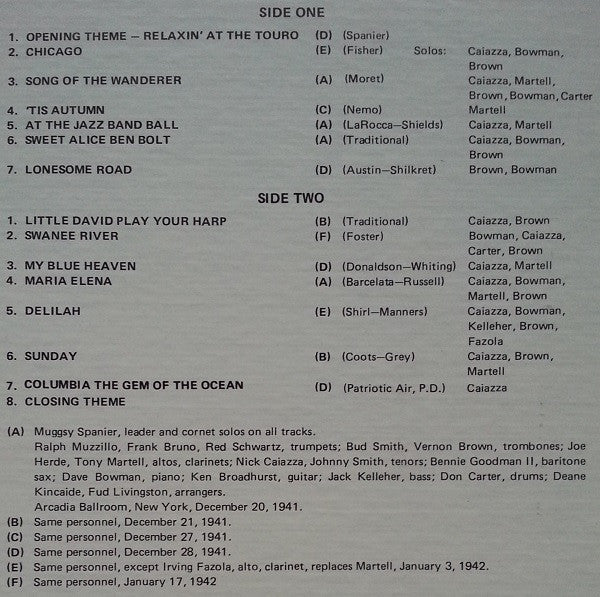 SIDE ONE
1. OPENING THEME – RELAXIN' AT THE TOURO (D) (Spanier)
2. CHICAGO (E) (Fisher) Solos: Caiazza, Bowman,
Brown
3. SONG OF THE WANDERER (A) (Moret) Caiazza, Martell,
Brown, Bowman, Carter
4. 'TIS AUTUMN (C) (Nemo) Martell
5. AT THE JAZZ BAND BALL (A) (LaRocca–Shields) Caiazza, Martell
6. SWEET ALICE BEN BOLT (A) (Traditional) Caiazza, Bowman,
Brown
7. LONESOME ROAD (D) (Austin–Shilkret) Brown, Bowman
SIDE TWO
1. LITTLE DAVID PLAY YOUR HARP (B) (Traditional) Caiazza, Brown
2. SWANEE RIVER (F) (Foster) Bowman, Caiazza,
Carter, Brown
3. MY BLUE HEAVEN (D) (Donaldson–Whiting) Caiazza, Martell
4. MARIA ELENA (A) (Barcelata–Russell) Caiazza, Bowman,
Martell, Brown
5. DELILAH (E) (Shirl–Manners) Caiazza, Bowman,
Kelleher, Brown,
Fazola
6. SUNDAY (B) (Coots–Grey) Caiazza, Brown,
Martell
7. COLUMBIA THE GEM OF THE OCEAN (D) (Patriotic Air, P.D.) Caiazza
8. CLOSING THEME
(A) Muggsy Spanier, leader and cornet solos on all tracks.
Ralph Muzzillo, Frank Bruno, Red Schwartz, trumpets; Bud Smith, Vernon Brown, trombones; Joe
Herde, Tony Martell, altos, clarinets; Nick Caiazza, Johnny Smith, tenors; Bennie Goodman II, baritone
sax; Dave Bowman, piano; Ken Broadhurst, guitar; Jack Kelleher, bass; Don Carter, drums; Deane
Kincaide, Fud Livingston, arrangers.
Arcadia Ballroom, New York, December 20, 1941.
(B) Same personnel, December 21, 1941.
(C) Same personnel, December 27, 1941.
(D) Same personnel, December 28, 1941.
(E) Same personnel, except Irving Fazola, alto, clarinet, replaces Martell, January 3, 1942.
(F) Same personnel, January 17, 1942